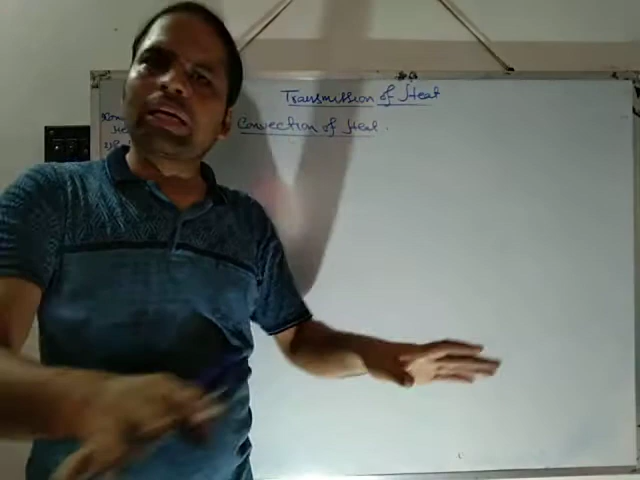 Transmission of Heat
Convection of Heat.